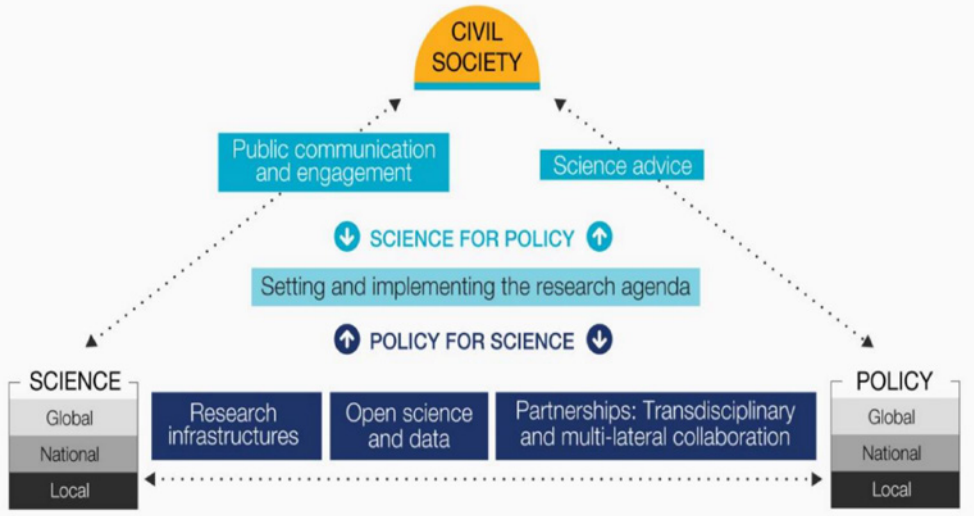 CIVIL
SOCIETY
Public communication
and engagement
Science advice
SCIENCE FOR POLICY
Setting and implementing the research agenda
POLICY FOR SCIENCE
SCIENCE
Global
National
Local
Research
infrastructures
Open science
and data
Partnerships: Transdisciplinary
and multi-lateral collaboration
POLICY
Global
National
Local